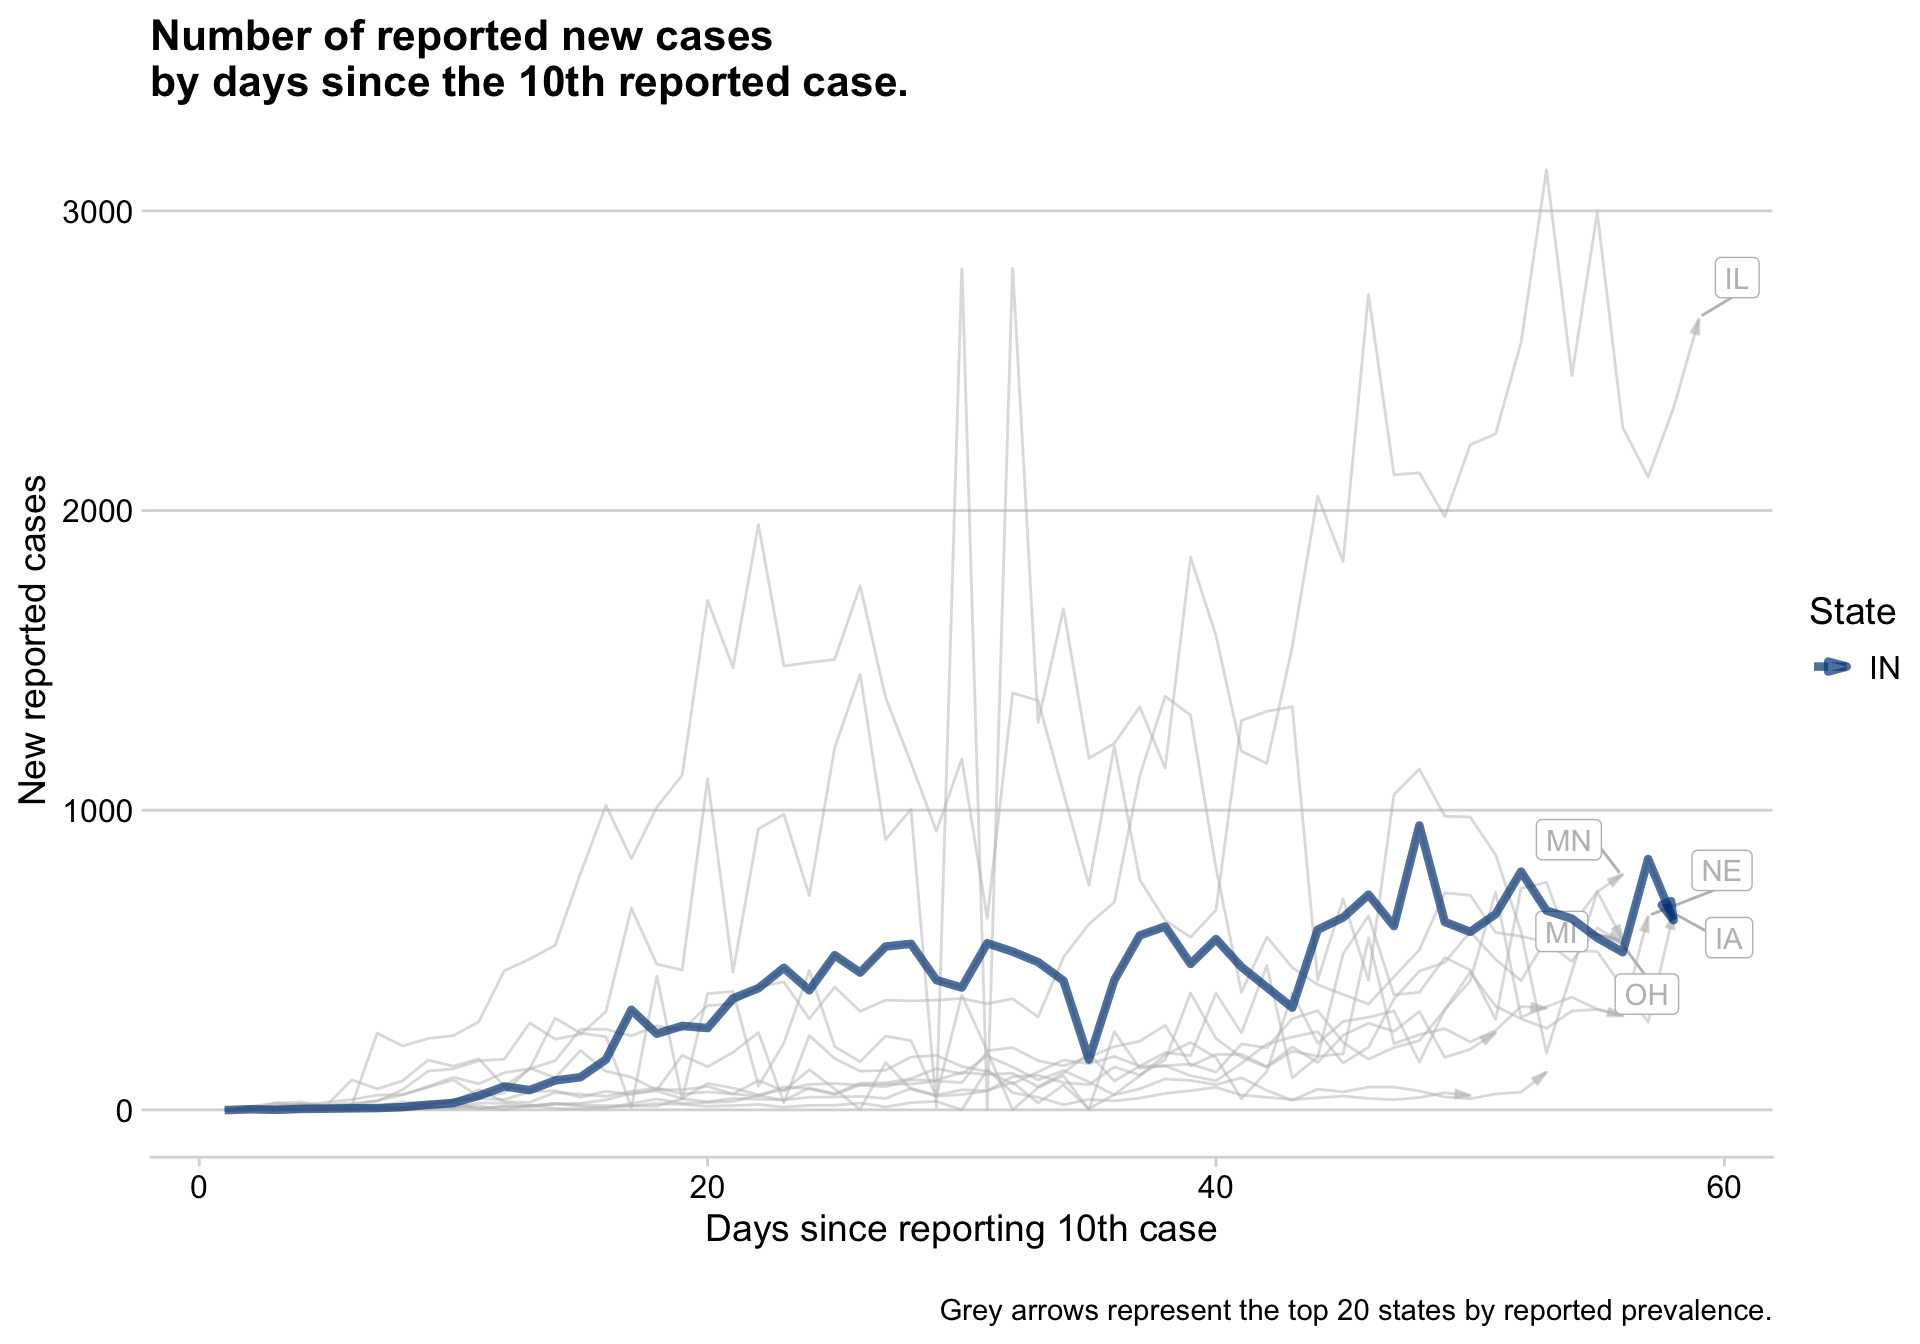 Number of reported new cases
by days since the 10th reported case.
3000
2000
1000
0
New reported cases
IL
MN
NE
MI
IA
OH
State
IN
0
20
40
60
Days since reporting 10th case
Grey arrows represent the top 20 states by reported prevalence.